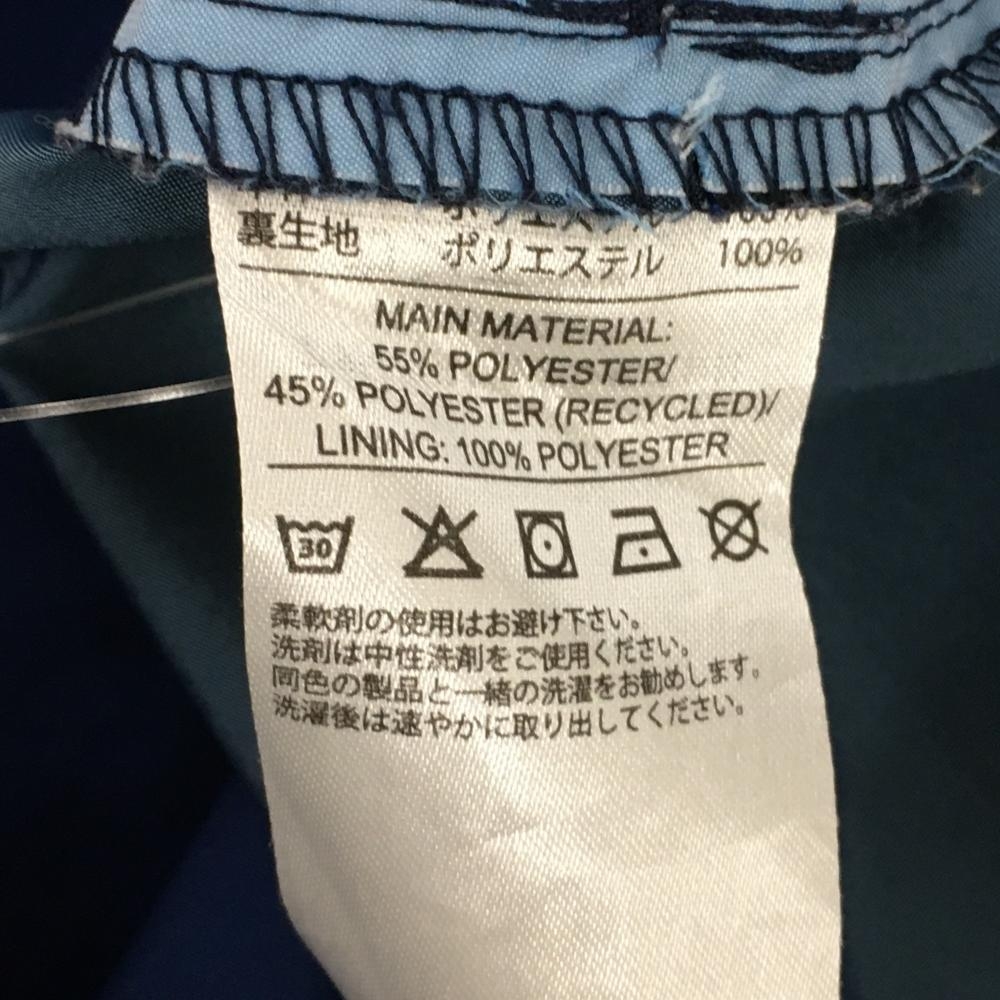 裏生地 ポリエステル 100%
MAIN MATERIAL:
55% POLYESTER/
45% POLYESTER (RECYCLED)/
LINING: 100% POLYESTER
30
柔軟剤の使用はお避け下さい。
洗剤は中性洗剤をご使用ください。
同色の製品と一緒の洗濯をお勧めします。
洗濯後は速やかに取り出してください。